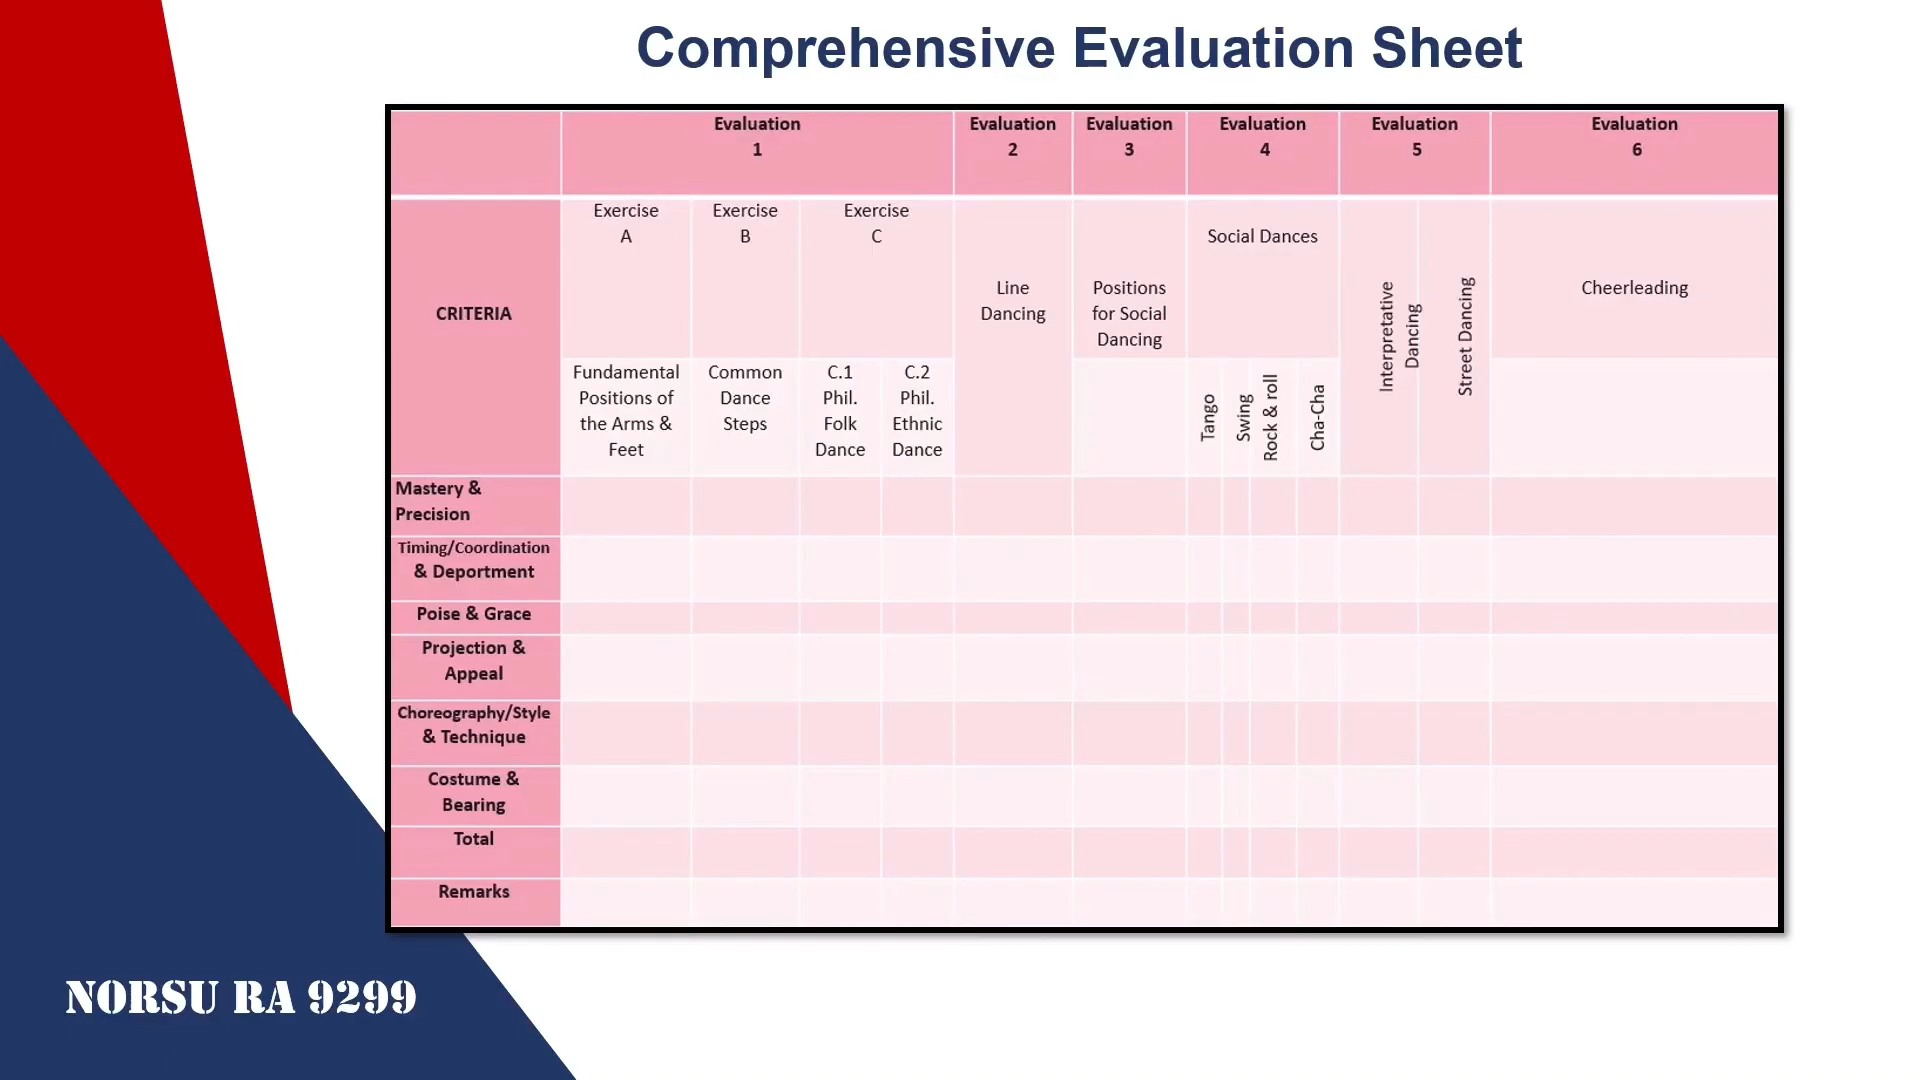 Comprehensive Evaluation Sheet
Evaluation
1
Evaluation
2
Evaluation
3
Evaluation
4
Evaluation
5
Evaluation
6
CRITERIA
Exercise
A
Exercise
B
Exercise
C
Line
Dancing
Positions
for Social
Dancing
Social Dances
Interpretative
Dancing
Street Dancing
Cheerleading
Fundamental
Positions of
the Arms &
Feet
Common
Dance
Steps
C.1
Phil.
Folk
Dance
C.2
Phil.
Ethnic
Dance
Tango
Swing
Rock & roll
Cha-Cha
Mastery &
Precision
Timing/Coordination
& Deportment
Poise & Grace
Projection &
Appeal
Choreography/Style
& Technique
Costume &
Bearing
Total
Remarks
NORSU RA 9299